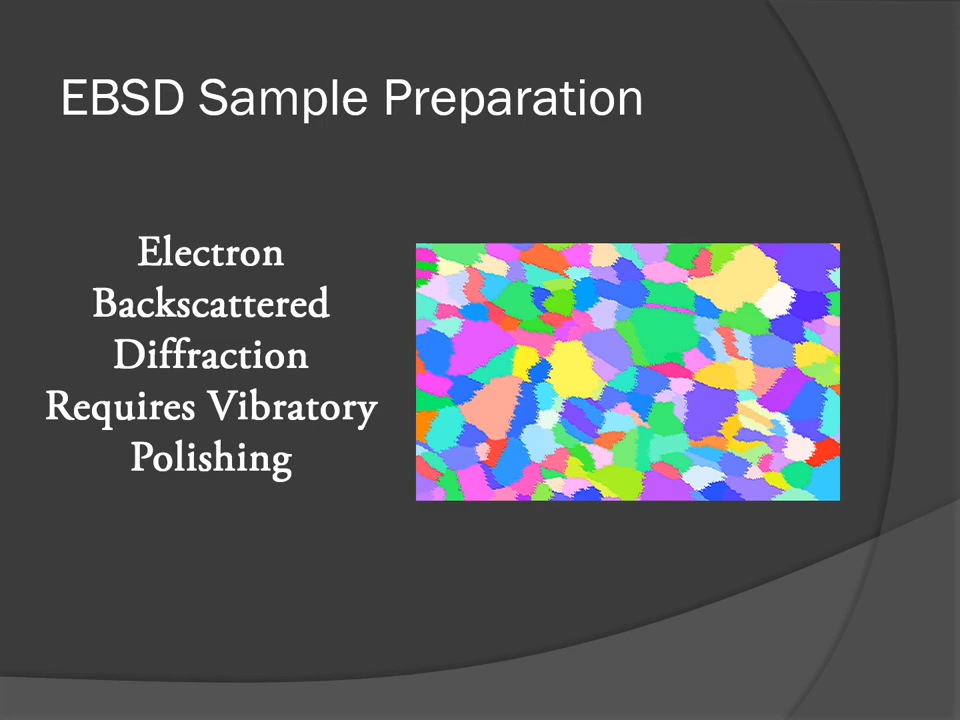 EBSD Sample Preparation
Electron
Backscattered
Diffraction
Requires Vibratory
Polishing